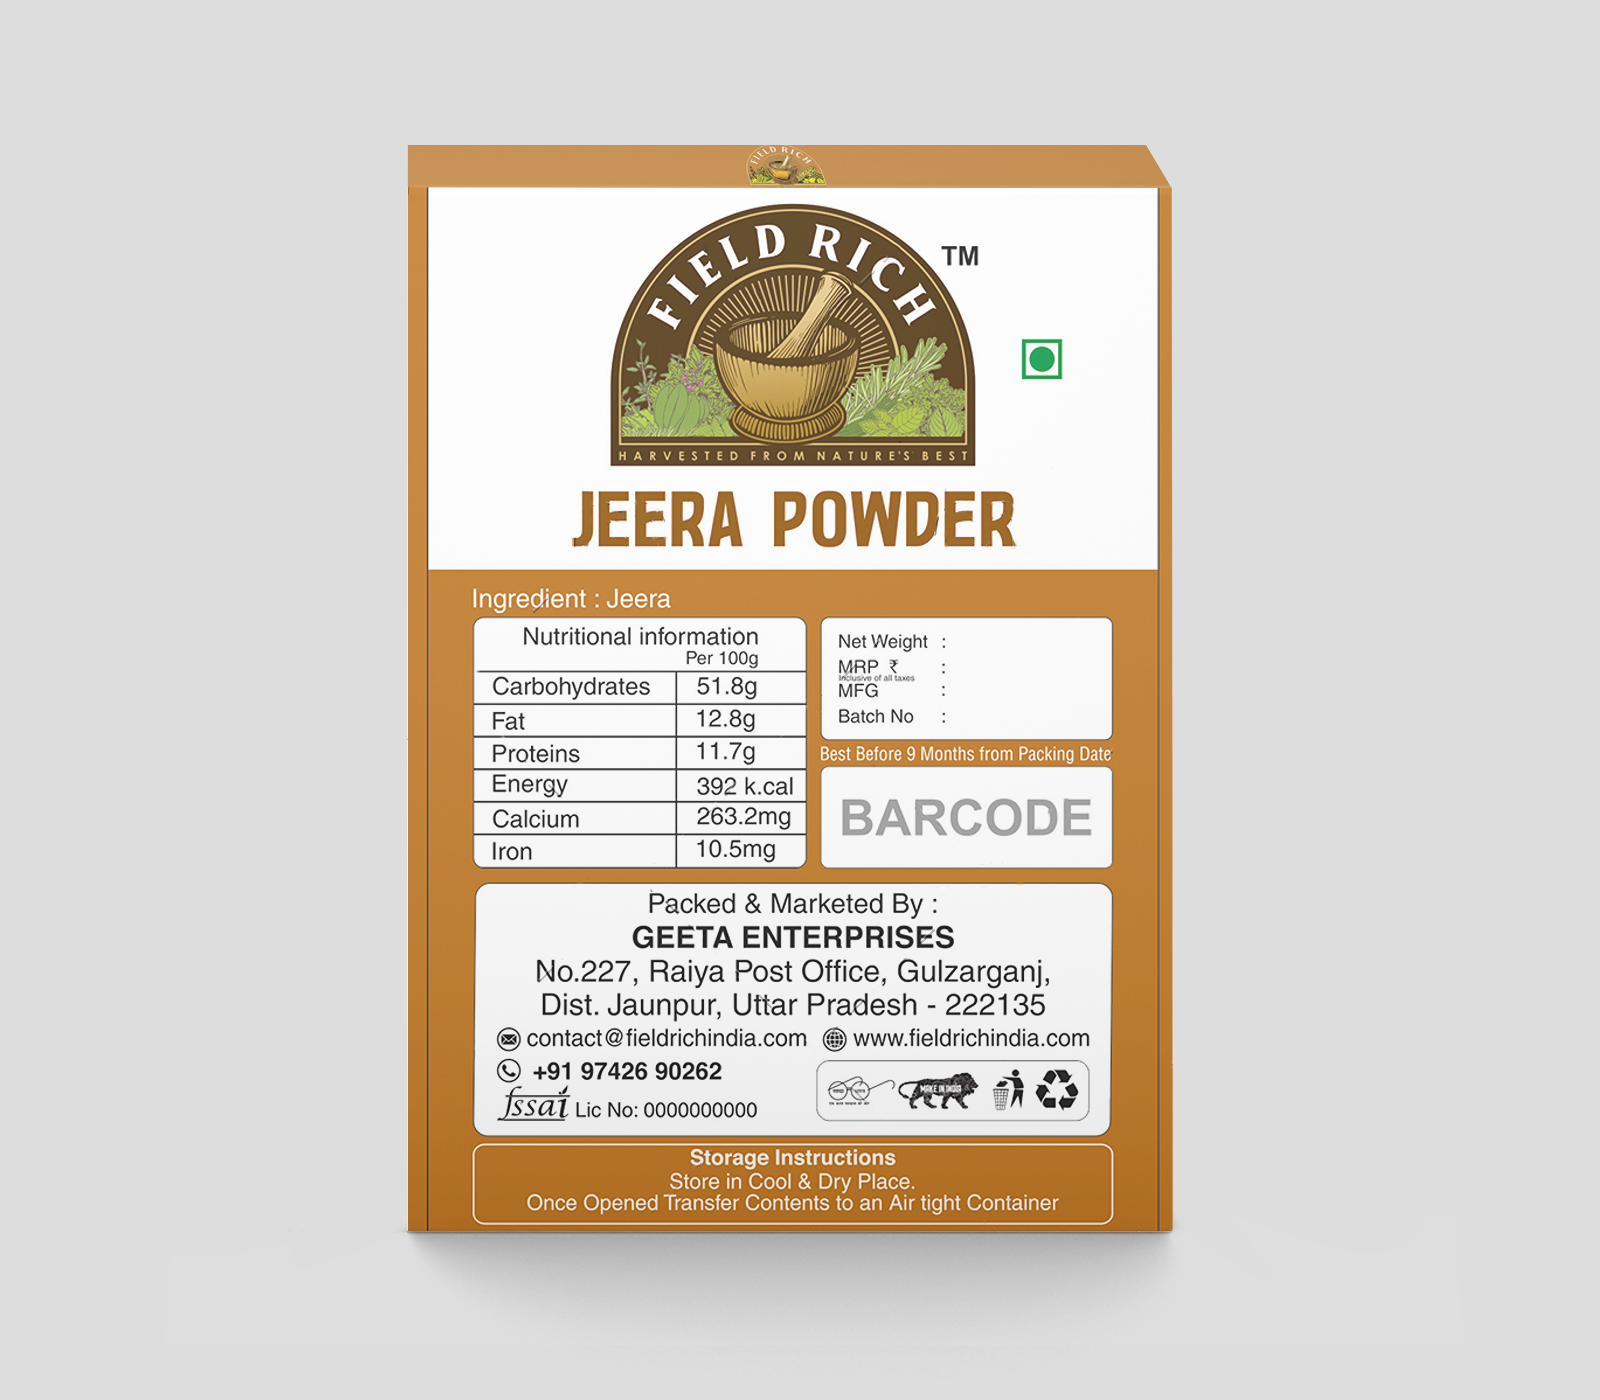 FIELD RICH
FIELD RICH
TM
HARVESTED FROM NATURE'S BEST
JEERA POWDER
Ingredient : Jeera
Nutritional information
Per 100g
Carbohydrates 51.8g
Fat 12.8g
Proteins 11.7g
Energy 392 k.cal
Calcium 263.2mg
Iron 10.5mg
Net Weight :
MRP ₹ :
Inclusive of all taxes
MFG :
Batch No :
Best Before 9 Months from Packing Date
BARCODE
Packed & Marketed By :
GEETA ENTERPRISES
No.227, Raiya Post Office, Gulzarganj,
Dist. Jaunpur, Uttar Pradesh - 222135
contact@fieldrichindia.com www.fieldrichindia.com
+91 97426 90262
fssai Lic No: 0000000000
MAKE IN INDIA
Storage Instructions
Store in Cool & Dry Place.
Once Opened Transfer Contents to an Air tight Container